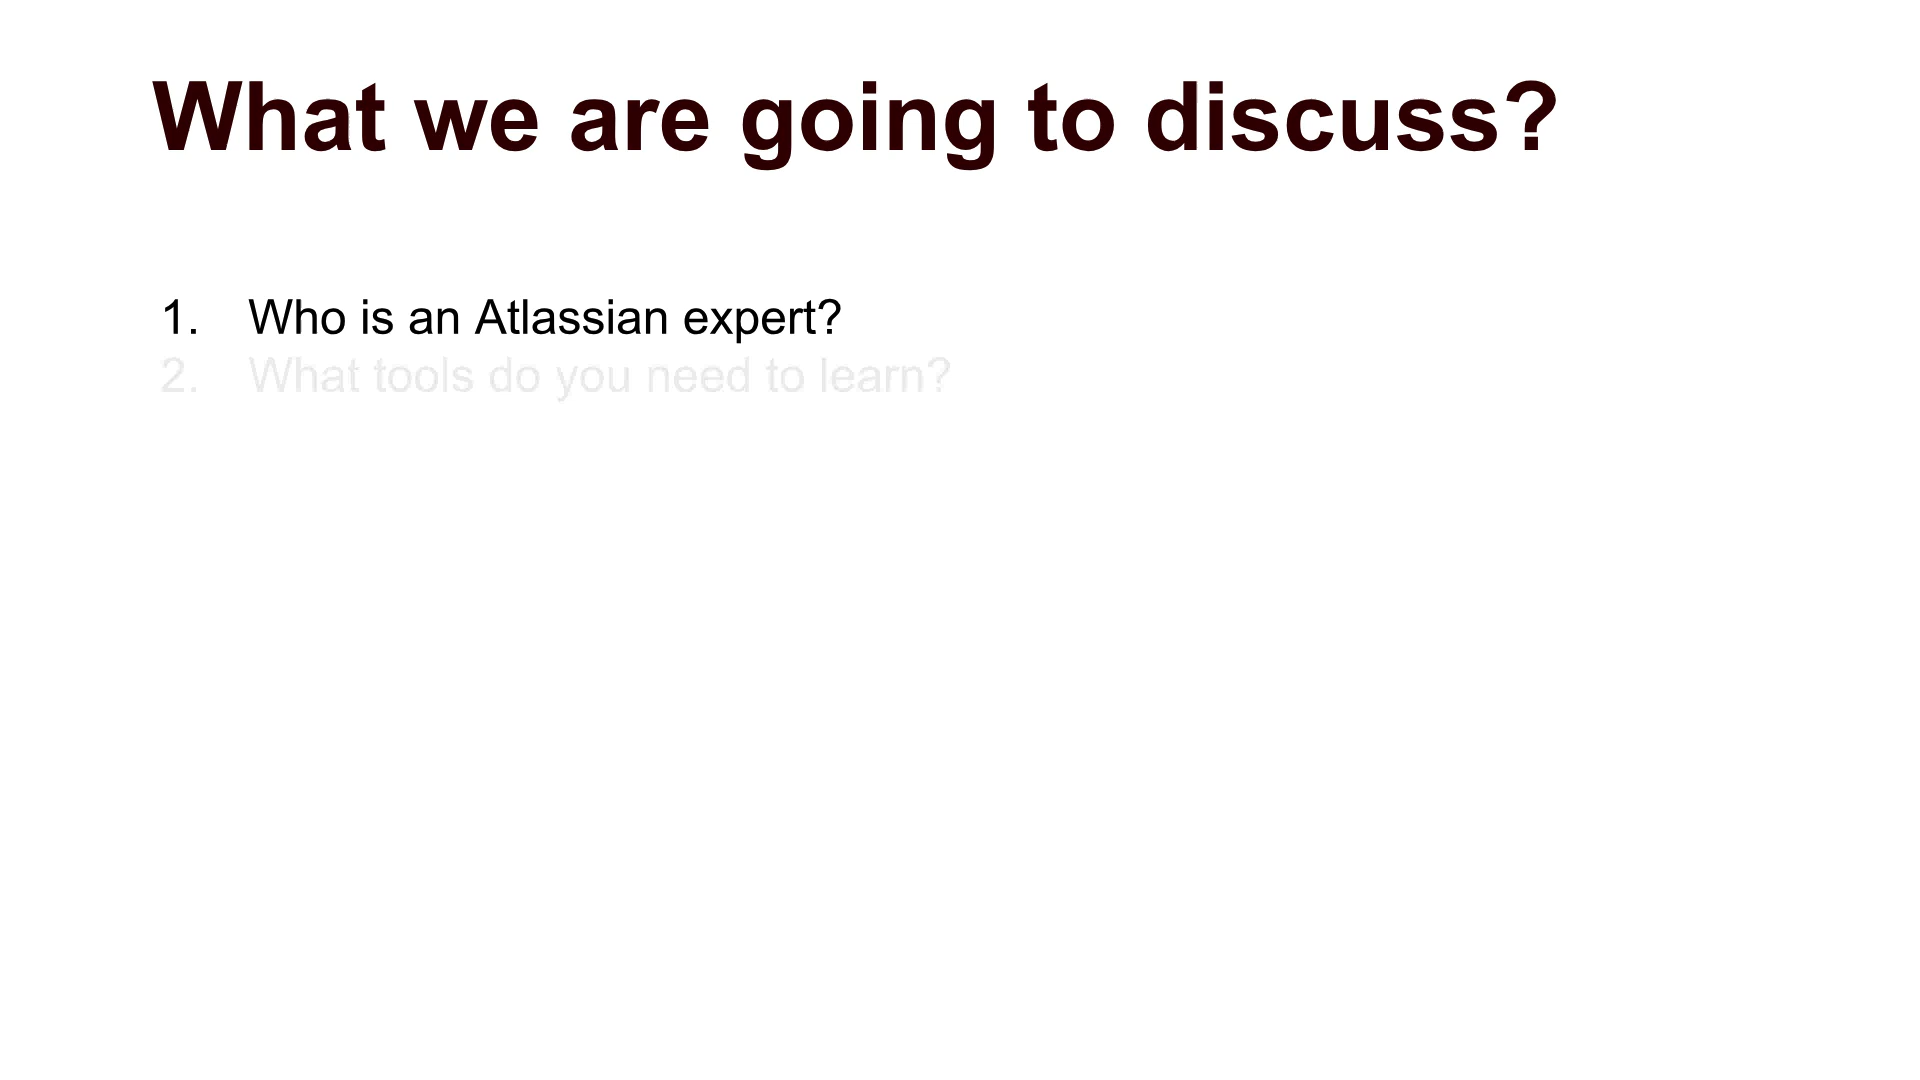 What we are going to discuss?
1. Who is an Atlassian expert?
2. What tools do you need to learn?